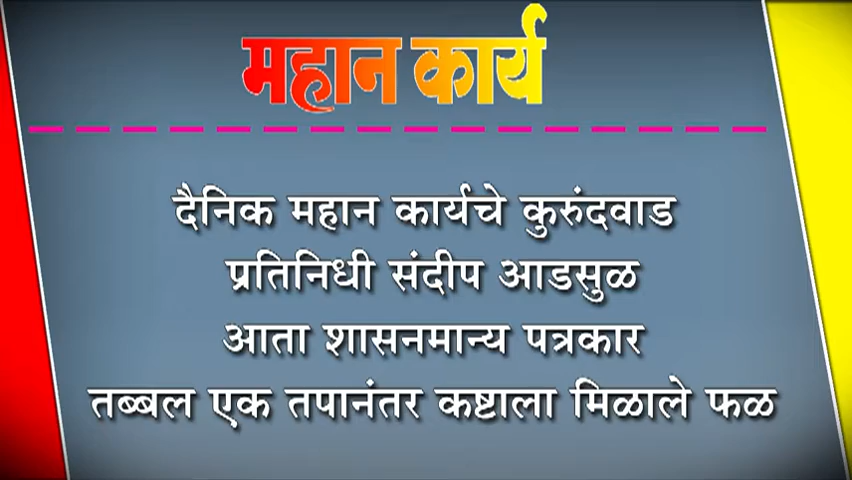 महान कार्य
दैनिक महान कार्यचे कुरुंदवाड
प्रतिनिधी संदीप आडसुळ
आता शासनमान्य पत्रकार
तब्बल एक तपानंतर कष्टाला मिळाले फळ